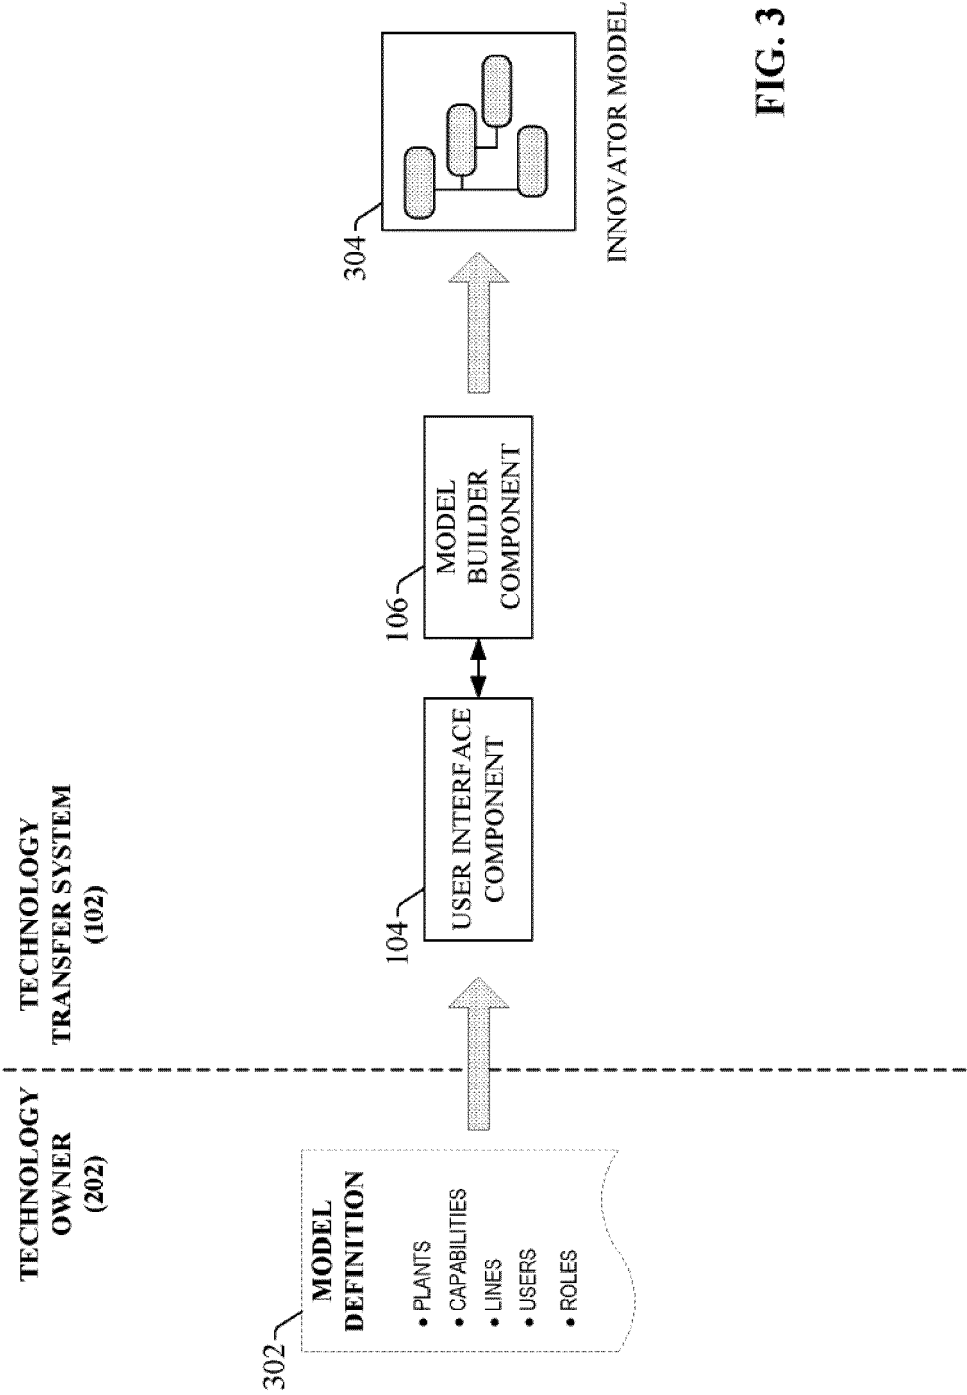 TECHNOLOGY
OWNER
(202)
TECHNOLOGY
TRANSFER SYSTEM
(102)
302
MODEL
DEFINITION
• PLANTS
• CAPABILITIES
• LINES
• USERS
• ROLES
104
USER INTERFACE
COMPONENT
106
MODEL
BUILDER
COMPONENT
304
INNOVATOR MODEL
FIG. 3